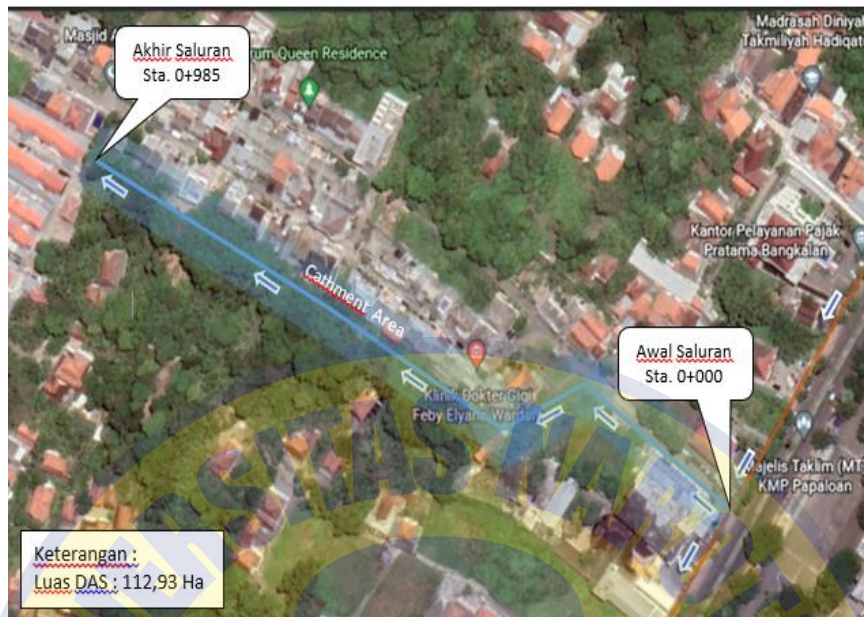 Masjid A
Akhir Saluran
Sta. 0+985
rum Queen Residence
Madrasah Diniyah
Takmiliyah Hadiqat
Kantor Pelayanan Pajak
Pratama Bangkalan
Cathment Area
Awal Saluran
Sta. 0+000
Klinik Dokter Gigi
Feby Elyana Wardan
ajelis Taklim (MT
KMP Papaloan
Keterangan :
Luas DAS : 112,93 Ha